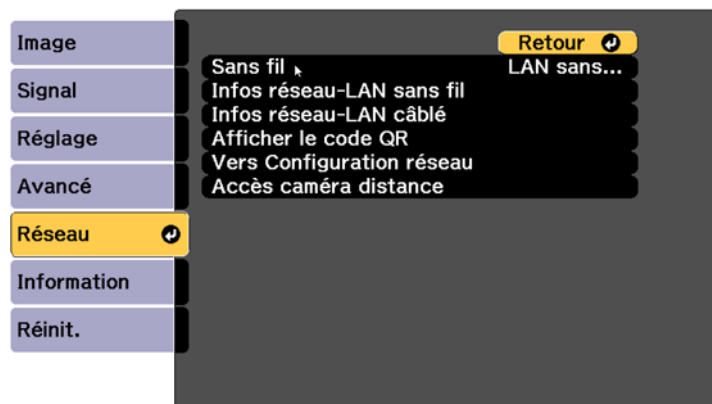 Image
Signal
Réglage
Avancé
Réseau
Information
Réinit.
Retour
Sans fil LAN sans...
Infos réseau-LAN sans fil
Infos réseau-LAN câblé
Afficher le code QR
Vers Configuration réseau
Accès caméra distance